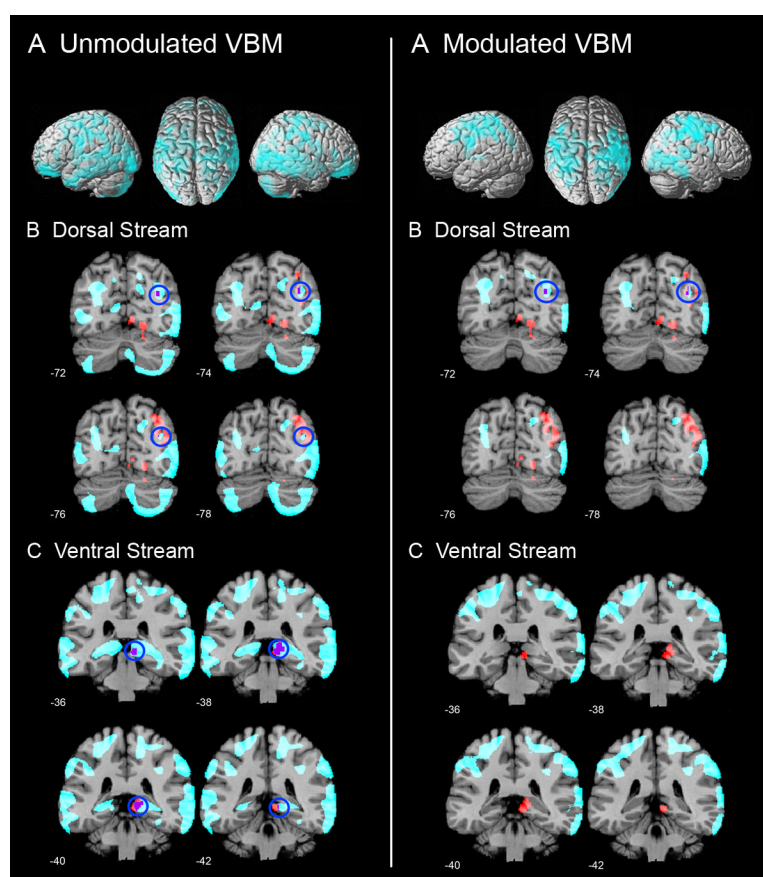 A Unmodulated VBM
B Dorsal Stream
-72
-74
-76
-78
C Ventral Stream
-36
-38
-40
-42
A Modulated VBM
B Dorsal Stream
-72
-74
-76
-78
C Ventral Stream
-36
-38
-40
-42